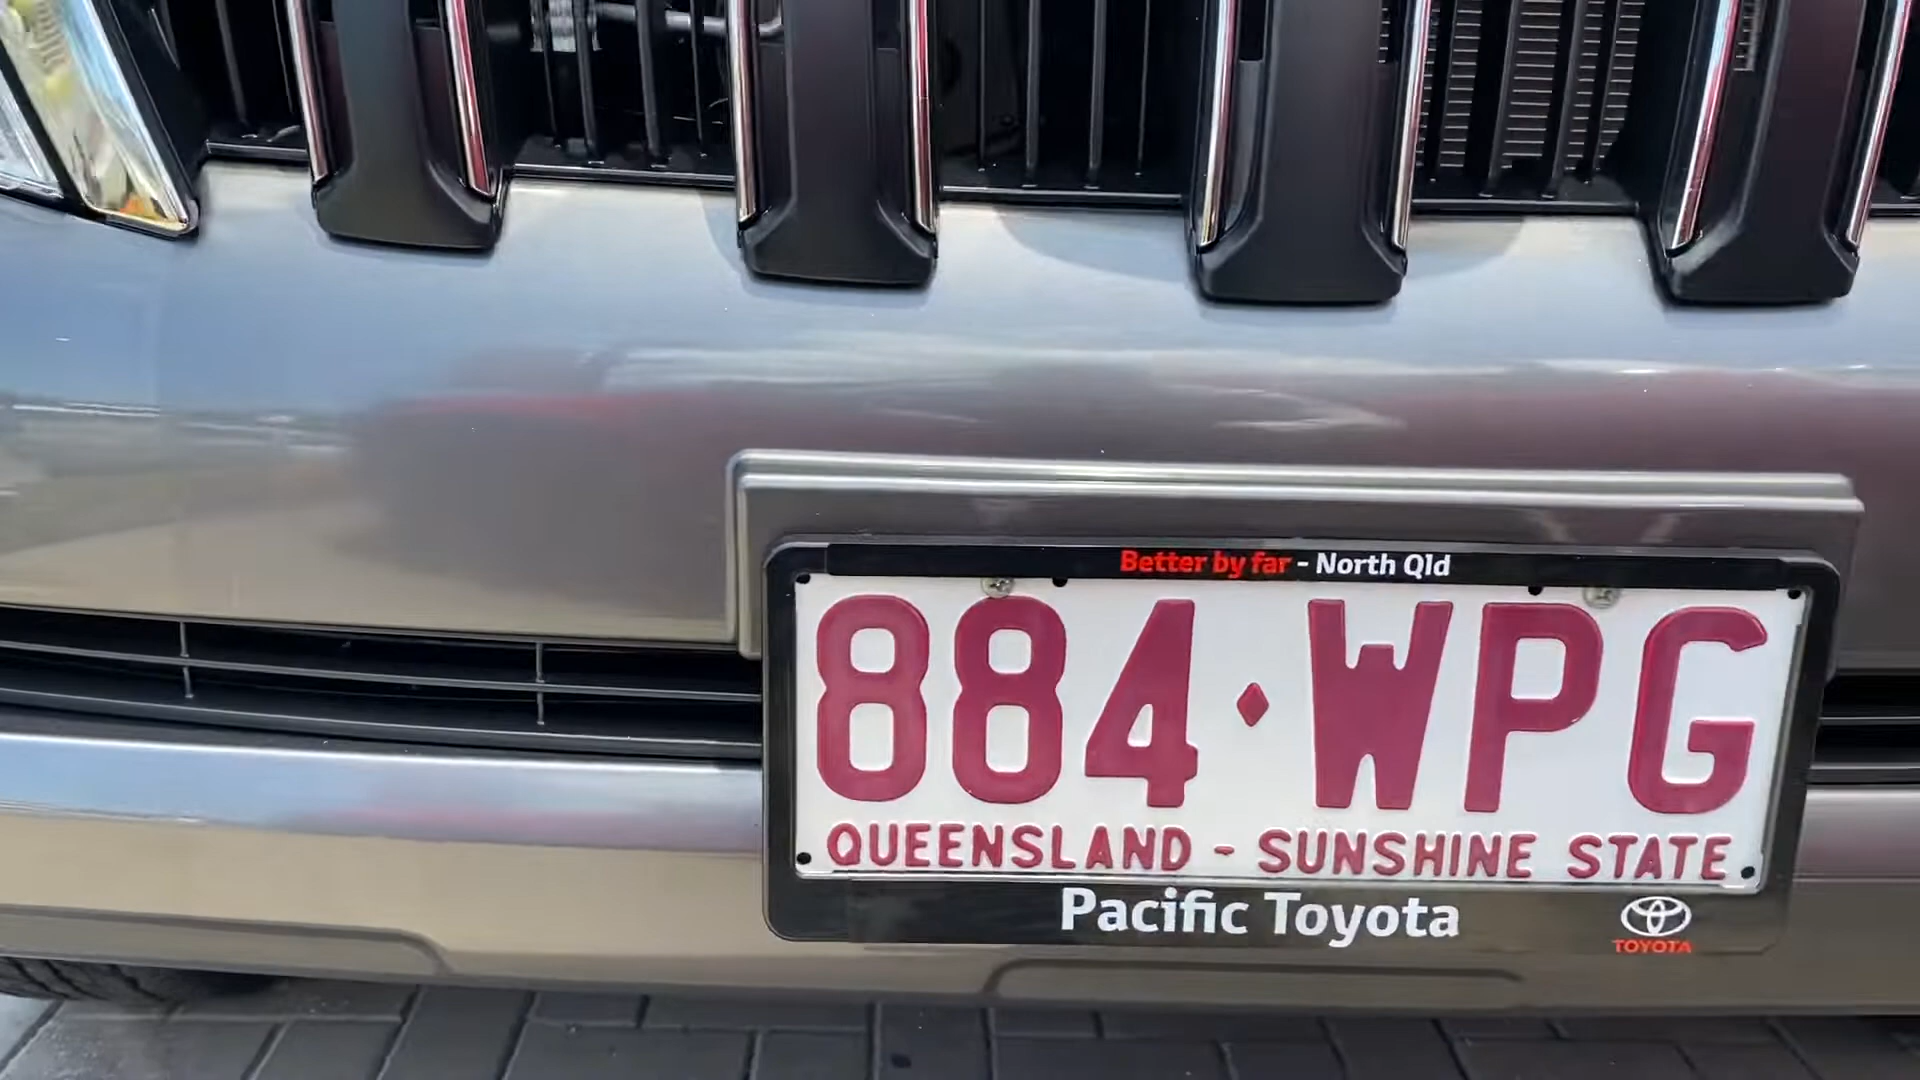 Better by far - North Qld
884♦WPG
QUEENSLAND - SUNSHINE STATE
Pacific Toyota
TOYOTA